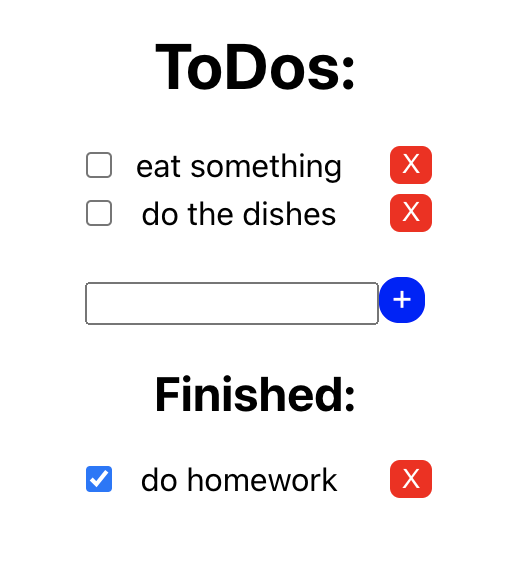 ToDos:
eat something X
do the dishes X
+
Finished:
do homework X